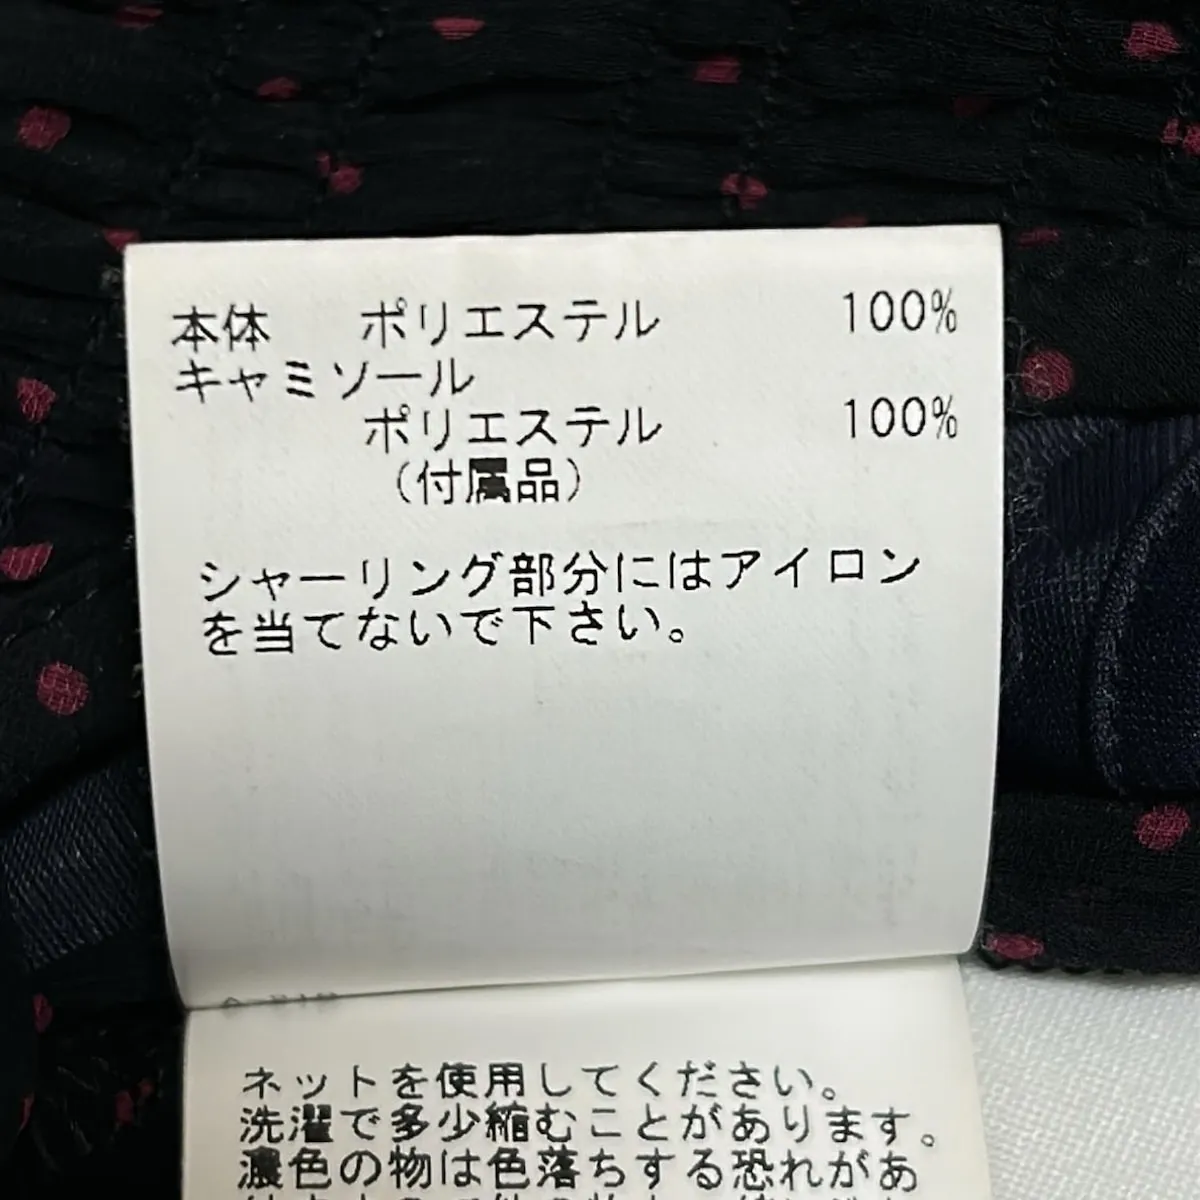 本体 ポリエステル 100%
キャミソール
ポリエステル 100%
(付属品)
シャーリング部分にはアイロン
を当てないで下さい。
ネットを使用してください。
洗濯で多少縮むことがあります。
濃色の物は色落ちする恐れがあ